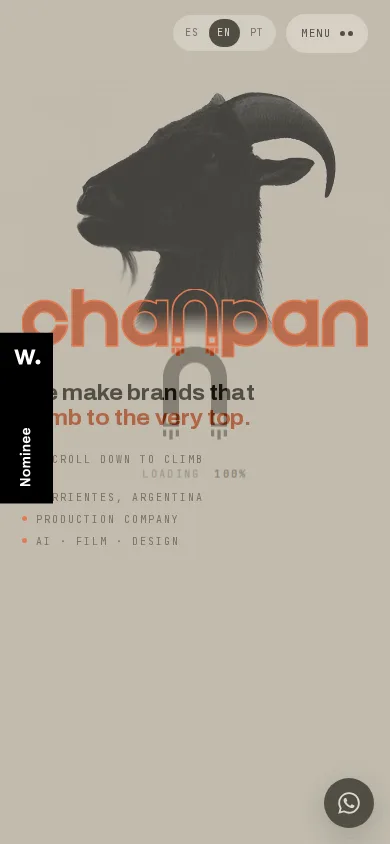 ES EN PT MENU
chanpan
W.
e make brands that
mb to the very top.
Nominee
CROLL DOWN TO CLIMB
LOADING 100%
RRIENTES, ARGENTINA
PRODUCTION COMPANY
AI · FILM · DESIGN